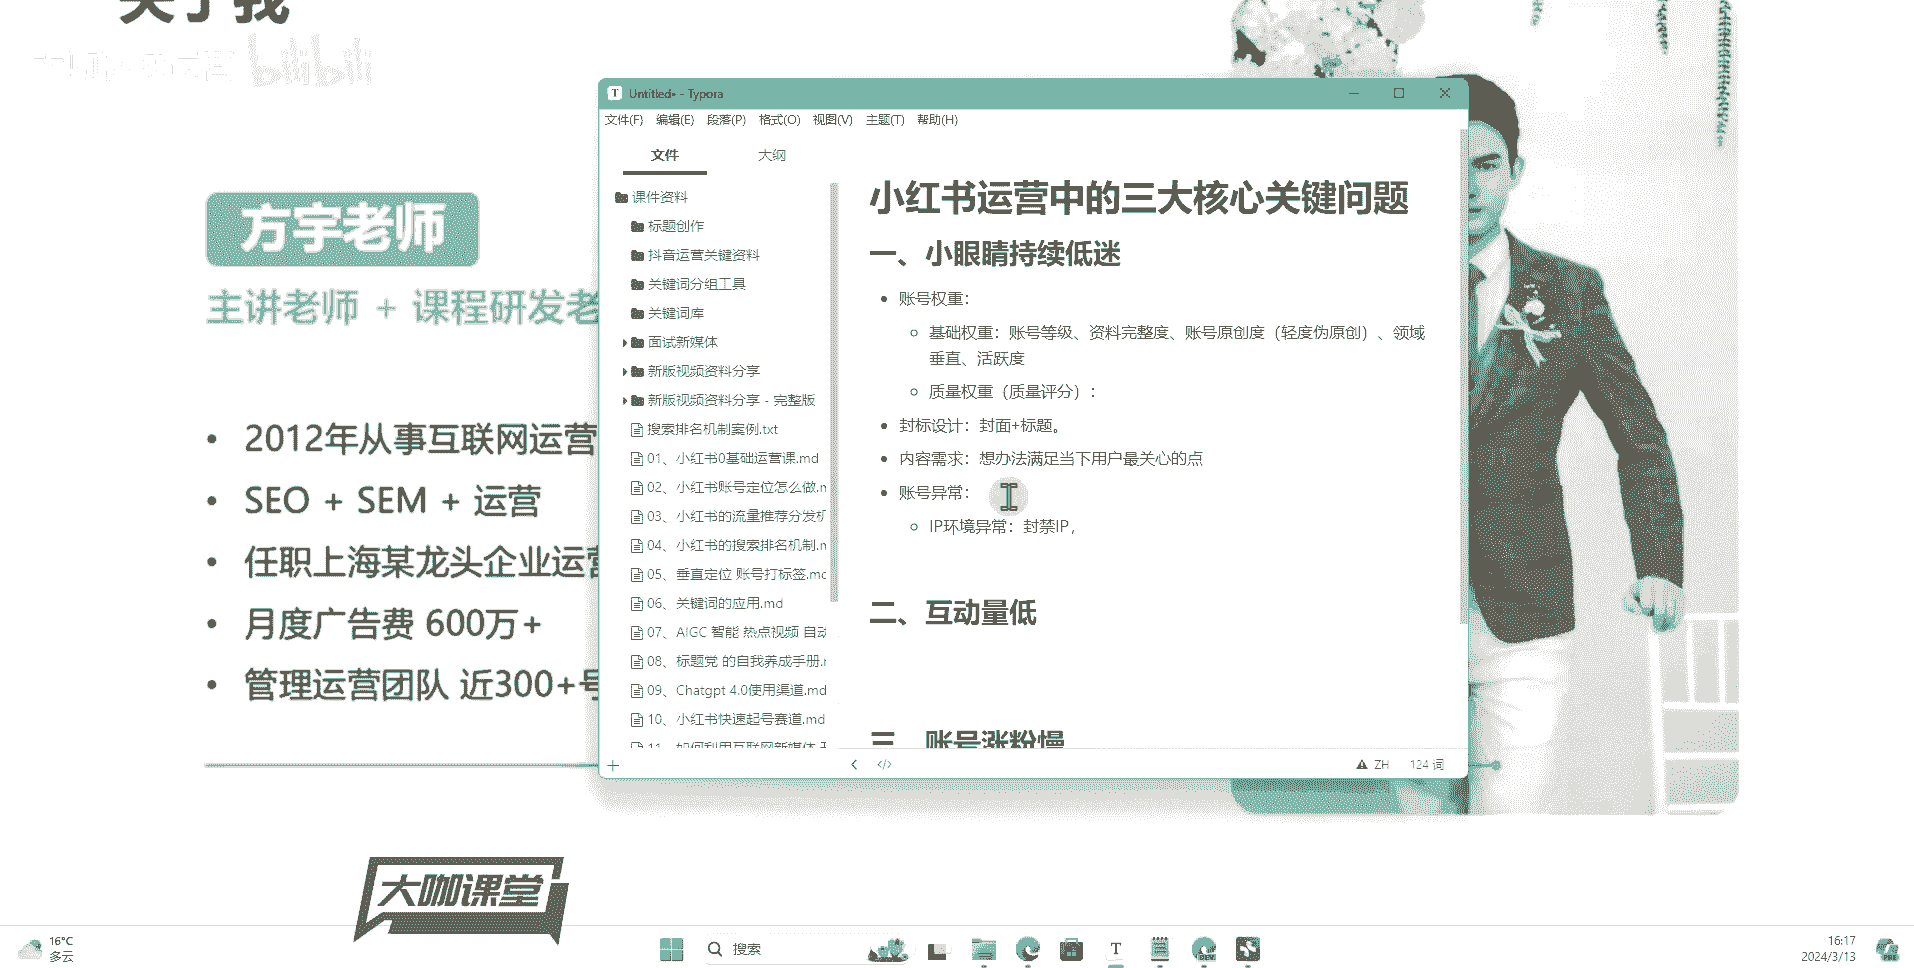 关于我
bilibili
方宇老师
主讲老师 + 课程研发老
• 2012年从事互联网运营
• SEO + SEM + 运营
• 任职上海某龙头企业运营
• 月度广告费 600万+
• 管理运营团队 近300+号
大咖课堂
Untitled• - Typora
文件(F) 编辑(E) 段落(P) 格式(O) 视图(V) 主题(T) 帮助(H)
文件 大纲
课件资料
标题创作
抖音运营关键资料
关键词分组工具
关键词库
面试新媒体
新版视频资料分享
新版视频资料分享 - 完整版
搜索排名机制案例.txt
01、小红书0基础运营课.md
02、小红书账号定位怎么做.m
03、小红书的流量推荐分发机
04、小红书的搜索排名机制.m
05、垂直定位 账号打标签.mc
06、关键词的应用.md
07、AIGC 智能 热点视频 自动
08、标题党 的自我养成手册.r
09、Chatgpt 4.0使用渠道.md
10、小红书快速起号赛道.md
11、如何利用互联网新媒体
小红书运营中的三大核心关键问题
一、小眼睛持续低迷
• 账号权重：
基础权重：账号等级、资料完整度、账号原创度（轻度伪原创）、领域
垂直、活跃度
质量权重（质量评分）：
• 封标设计：封面+标题。
• 内容需求：想办法满足当下用户最关心的点
• 账号异常：
IP环境异常：封禁IP，
二、互动量低
三、账号涨粉慢
ZH 124 词
16°C
多云
搜索
16:17
2024/3/13